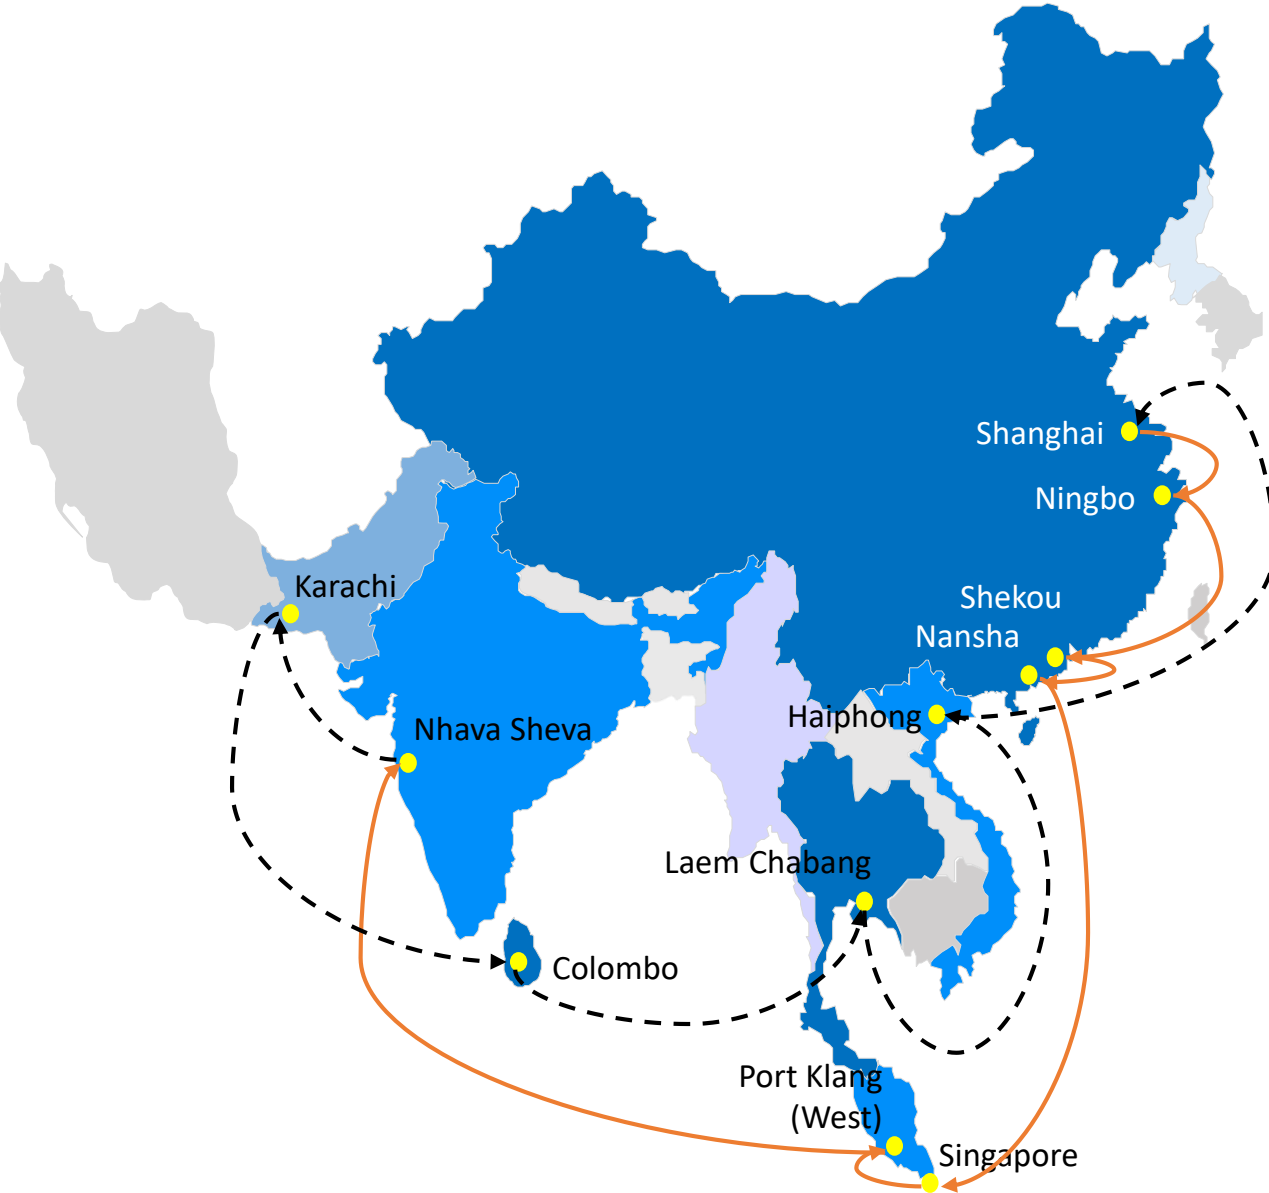 Shanghai
Ningbo
Karachi
Shekou
Nansha
Haiphong
Nhava Sheva
Laem Chabang
Colombo
Port Klang
(West)
Singapore